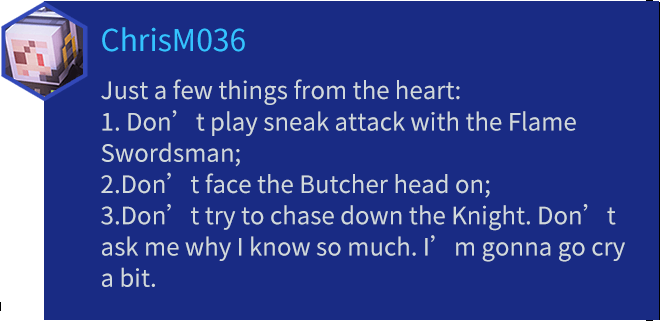 ChrisM036
Just a few things from the heart:
1. Don’t play sneak attack with the Flame
Swordsman;
2.Don’t face the Butcher head on;
3.Don’t try to chase down the Knight. Don’t
ask me why I know so much. I’m gonna go cry
a bit.